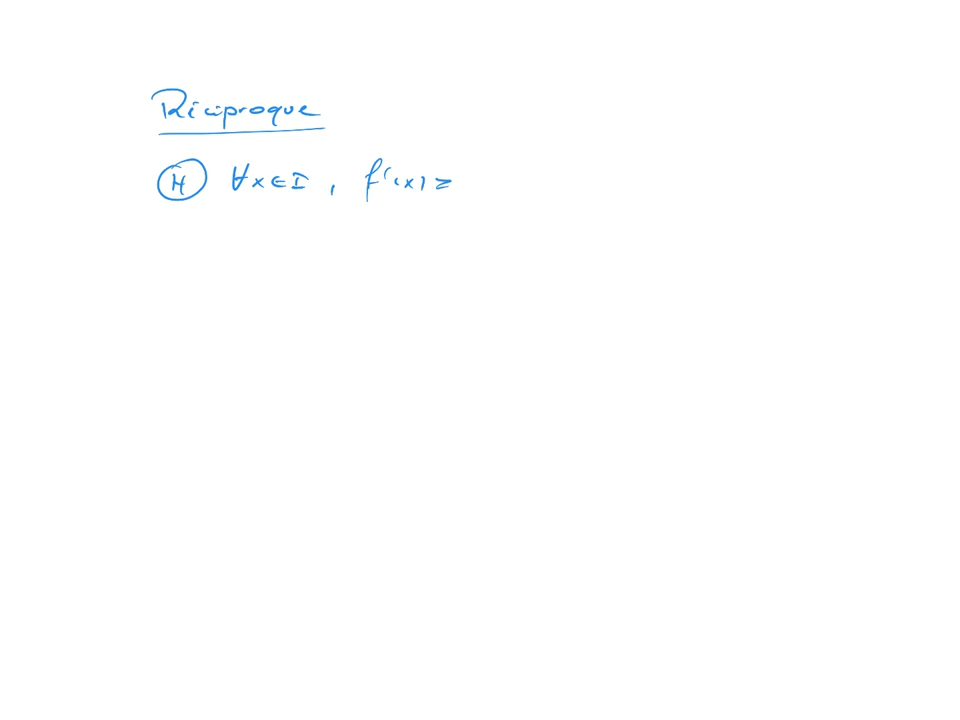 Réciproque
(H) ∀x∈I, f'(x) ≥